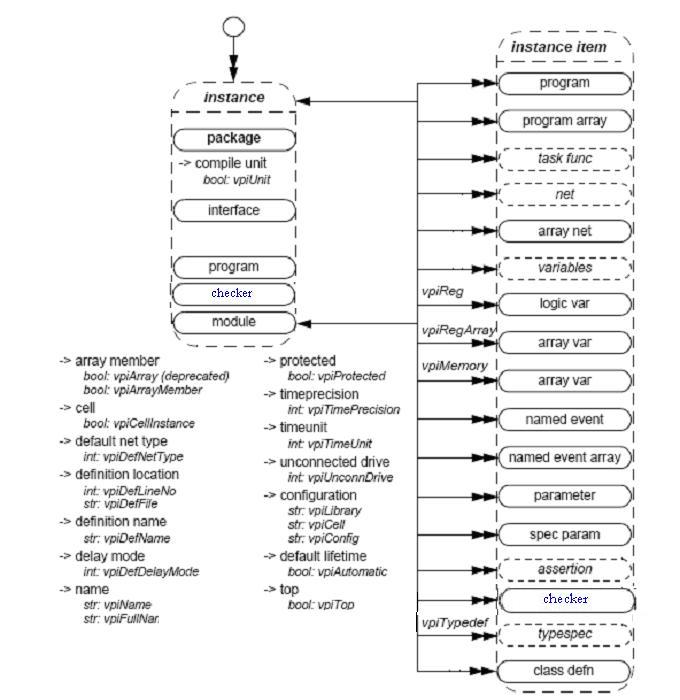 instance
package
-> compile unit
bool: vpiUnit
interface
program
checker
module
-> array member
bool: vpiArray (deprecated)
bool: vpiArrayMember
-> cell
bool: vpiCellInstance
-> default net type
int: vpiDefNetType
-> definition location
int: vpiDefLineNo
str: vpiDefFile
-> definition name
str: vpiDefName
-> delay mode
int: vpiDefDelayMode
-> name
str: vpiName
str: vpiFullNar
-> protected
bool: vpiProtected
-> timeprecision
int: vpiTimePrecision
-> timeunit
int: vpiTimeUnit
-> unconnected drive
int: vpiUnconnDrive
-> configuration
str: vpiLibrary
str: vpiCell
str: vpiConfig
-> default lifetime
bool: vpiAutomatic
-> top
bool: vpiTop
instance item
program
program array
task func
net
array net
variables
vpiReg
logic var
vpiRegArray
array var
vpiMemory
array var
named event
named event array
parameter
spec param
assertion
checker
vpiTypedef
typespec
class defn